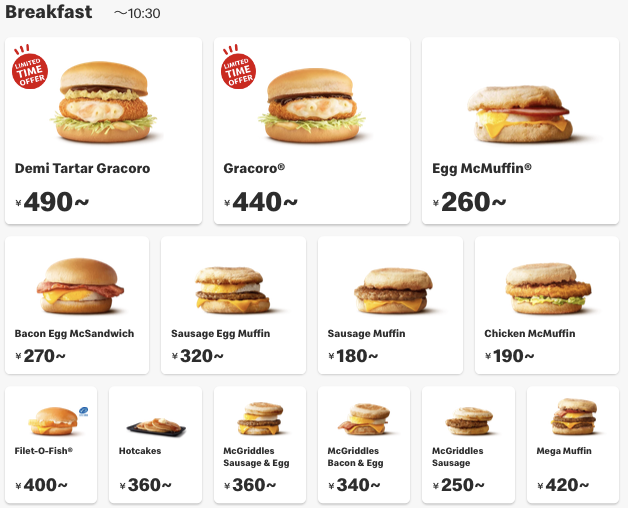 Breakfast ～10:30
LIMITED
TIME
OFFER
Demi Tartar Gracoro
¥490~
LIMITED
TIME
OFFER
Gracoro®
¥440~
Egg McMuffin®
¥260~
Bacon Egg McSandwich
¥270~
Sausage Egg Muffin
¥320~
Sausage Muffin
¥180~
Chicken McMuffin
¥190~
Filet-O-Fish®
¥400~
Hotcakes
¥360~
McGriddles
Sausage & Egg
¥360~
McGriddles
Bacon & Egg
¥340~
McGriddles
Sausage
¥250~
Mega Muffin
¥420~